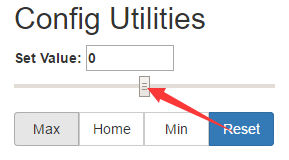 Config Utilities
Set Value: 0
Max Home Min Reset